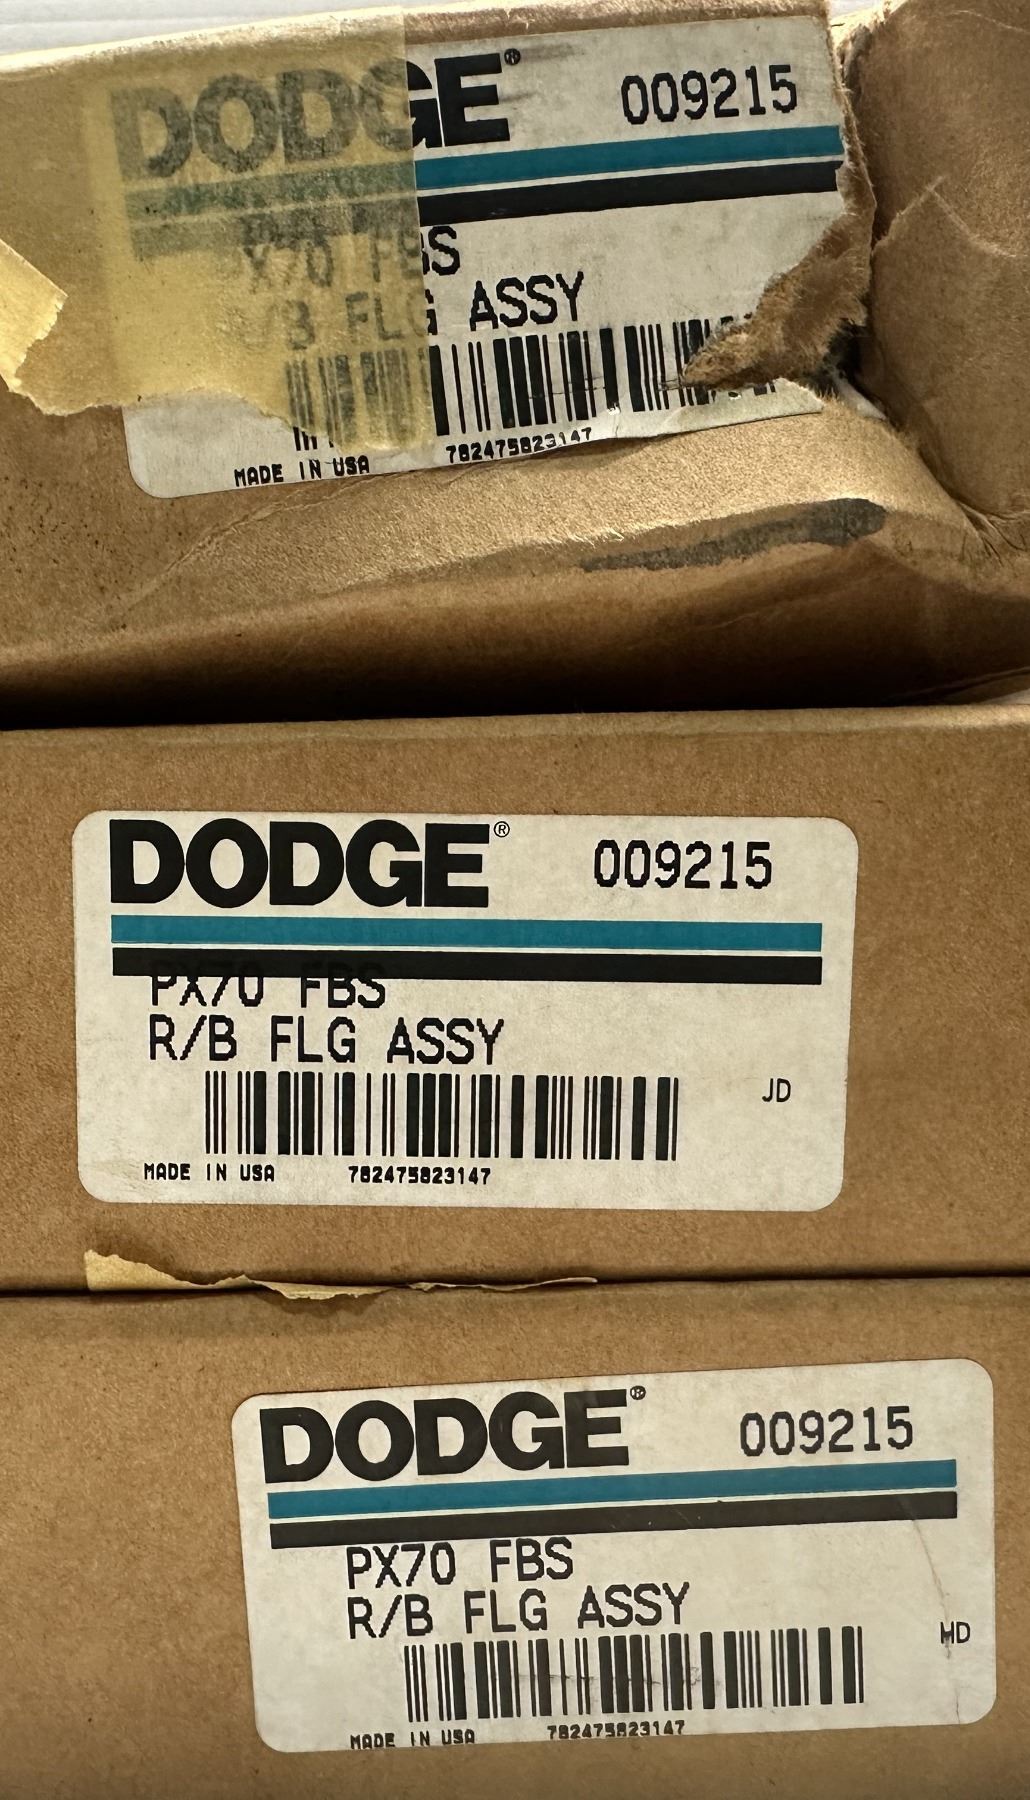 DODGE® 009215
PX70 FBS
R/B FLG ASSY
MADE IN USA 782475823147
DODGE® 009215
PX70 FBS
R/B FLG ASSY
JD
MADE IN USA 782475823147
DODGE® 009215
PX70 FBS
R/B FLG ASSY
MD
MADE IN USA 782475823147